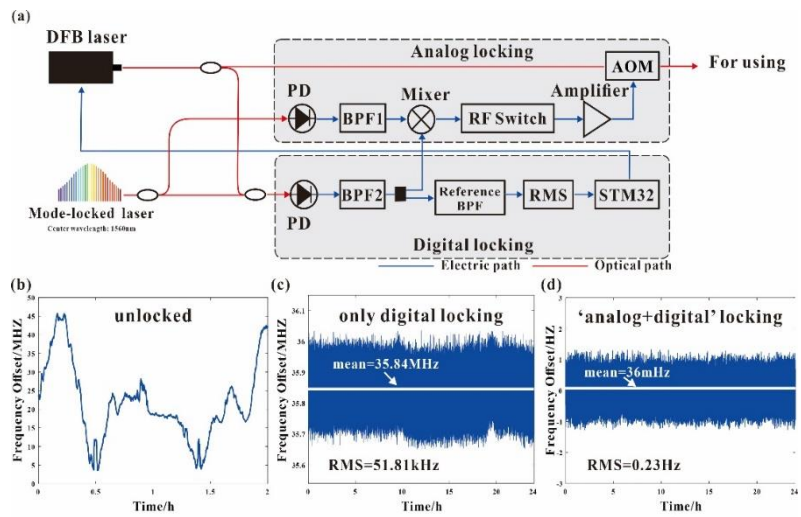 (a)
DFB laser
Analog locking
AOM
For using
PD
BPF1
Mixer
RF Switch
Amplifier
Mode-locked laser
Center wavelength: 1560nm
PD
BPF2
Reference
BPF
RMS
STM32
Digital locking
Electric path
Optical path
(b)
unlocked
Frequency Offset/MHZ
50
45
40
35
30
25
20
15
10
5
0
0
0.5
1
1.5
2
Time/h
(c)
only digital locking
mean=35.84MHz
RMS=51.81kHz
Frequency Offset/MHZ
36.1
36
35.9
35.8
35.7
35.6
0
5
10
15
20
24
Time/h
(d)
‘analog+digital’ locking
mean=36mHz
RMS=0.23Hz
Frequency Offset/HZ
3
2
1
0
-1
-2
-3
0
5
10
15
20
24
Time/h